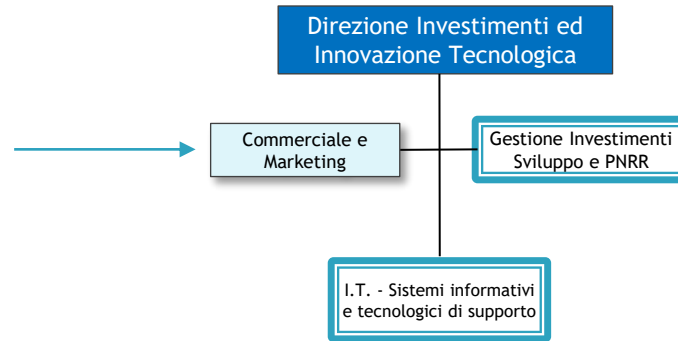 Direzione Investimenti ed
Innovazione Tecnologica
Commerciale e
Marketing
Gestione Investimenti
Sviluppo e PNRR
I.T. - Sistemi informativi
e tecnologici di supporto